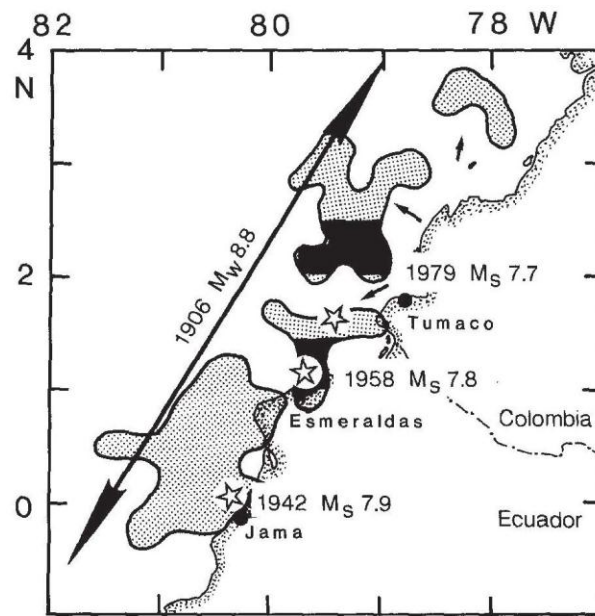 82 80 78 W
4
N
1906 Mw 8.8
2
1979 Ms 7.7
Tumaco
1958 Ms 7.8
Esmeraldas
Colombia
0
1942 Ms 7.9
Jama
Ecuador